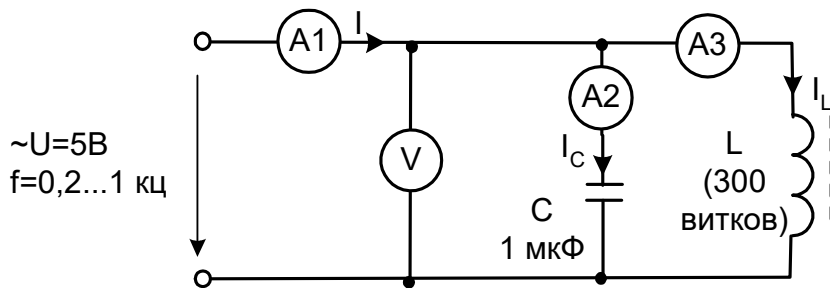 A1
I
A3
A2
I_L
~U=5В
f=0,2...1 кц
V
I_C
L
(300
витков)
C
1 мкФ